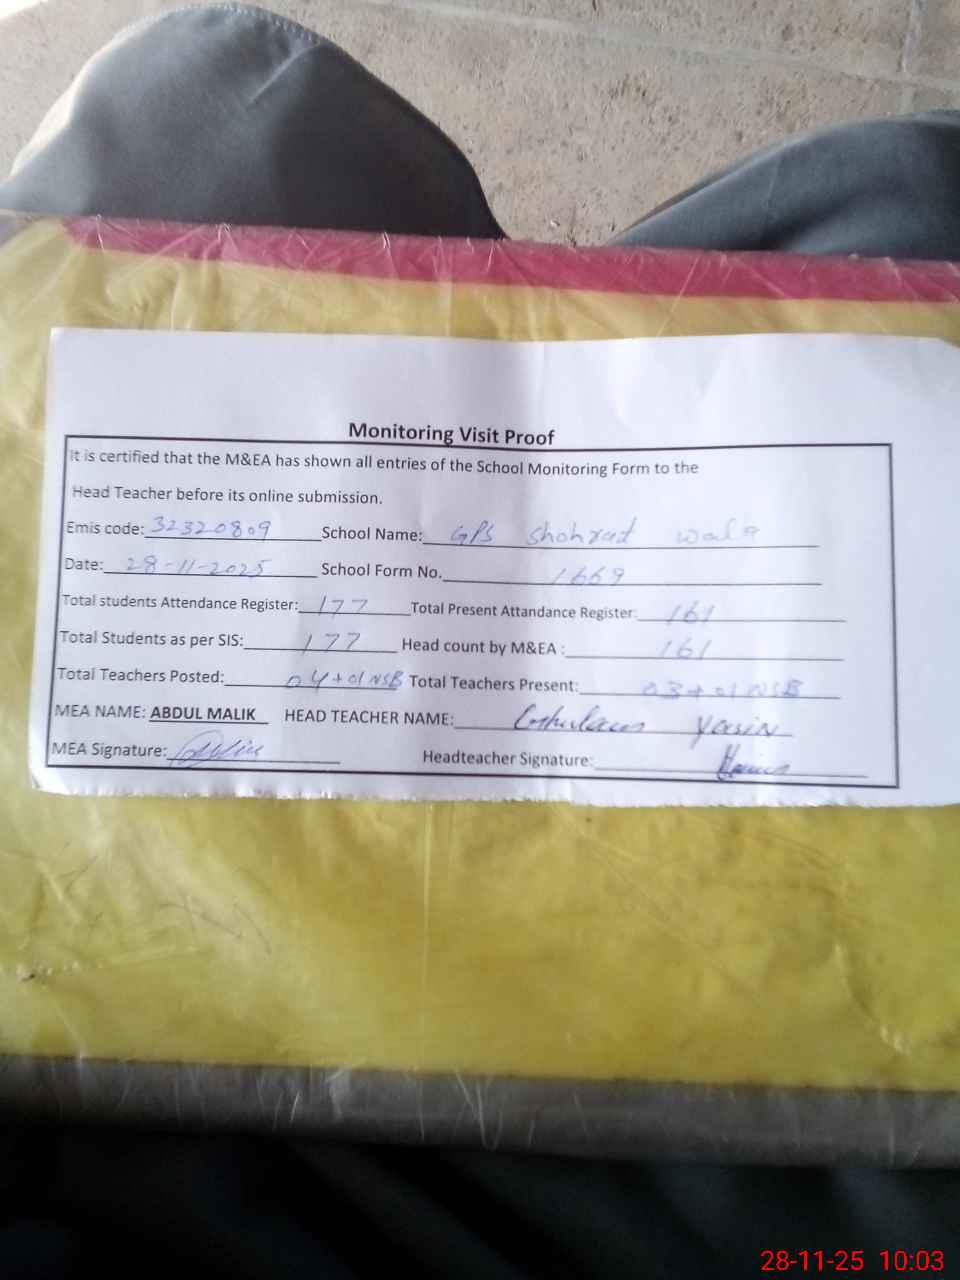 Monitoring Visit Proof
It is certified that the M&EA has shown all entries of the School Monitoring Form to the
Head Teacher before its online submission.
Emis code: 32320809 School Name: GPS Shohrat wala
Date: 28-11-2025 School Form No. 1669
Total students Attendance Register: 177 Total Present Attandance Register: 161
Total Students as per SIS: 177 Head count by M&EA : 161
Total Teachers Posted: 04+01 NSB Total Teachers Present: 03+01 NSB
MEA NAME: ABDUL MALIK HEAD TEACHER NAME: Yasin
MEA Signature: Headteacher Signature:
28-11-25 10:03